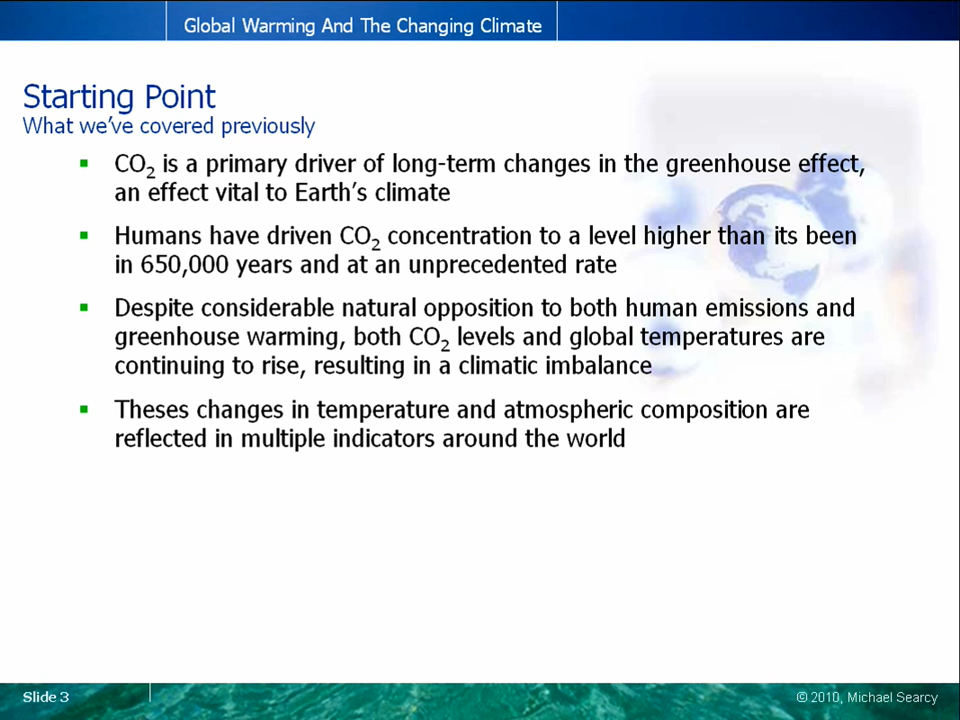 Global Warming And The Changing Climate
Starting Point
What we've covered previously
▪ CO₂ is a primary driver of long-term changes in the greenhouse effect,
an effect vital to Earth's climate
▪ Humans have driven CO₂ concentration to a level higher than its been
in 650,000 years and at an unprecedented rate
▪ Despite considerable natural opposition to both human emissions and
greenhouse warming, both CO₂ levels and global temperatures are
continuing to rise, resulting in a climatic imbalance
▪ Theses changes in temperature and atmospheric composition are
reflected in multiple indicators around the world
Slide 3
© 2010, Michael Searcy